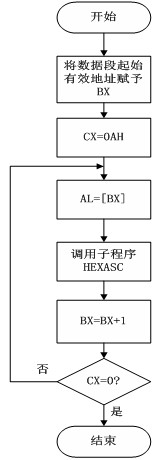 开始
将数据段起始
有效地址赋予
BX
CX=0AH
AL=[BX]
调用子程序
HEXASC
BX=BX+1
否
CX=0?
是
结束